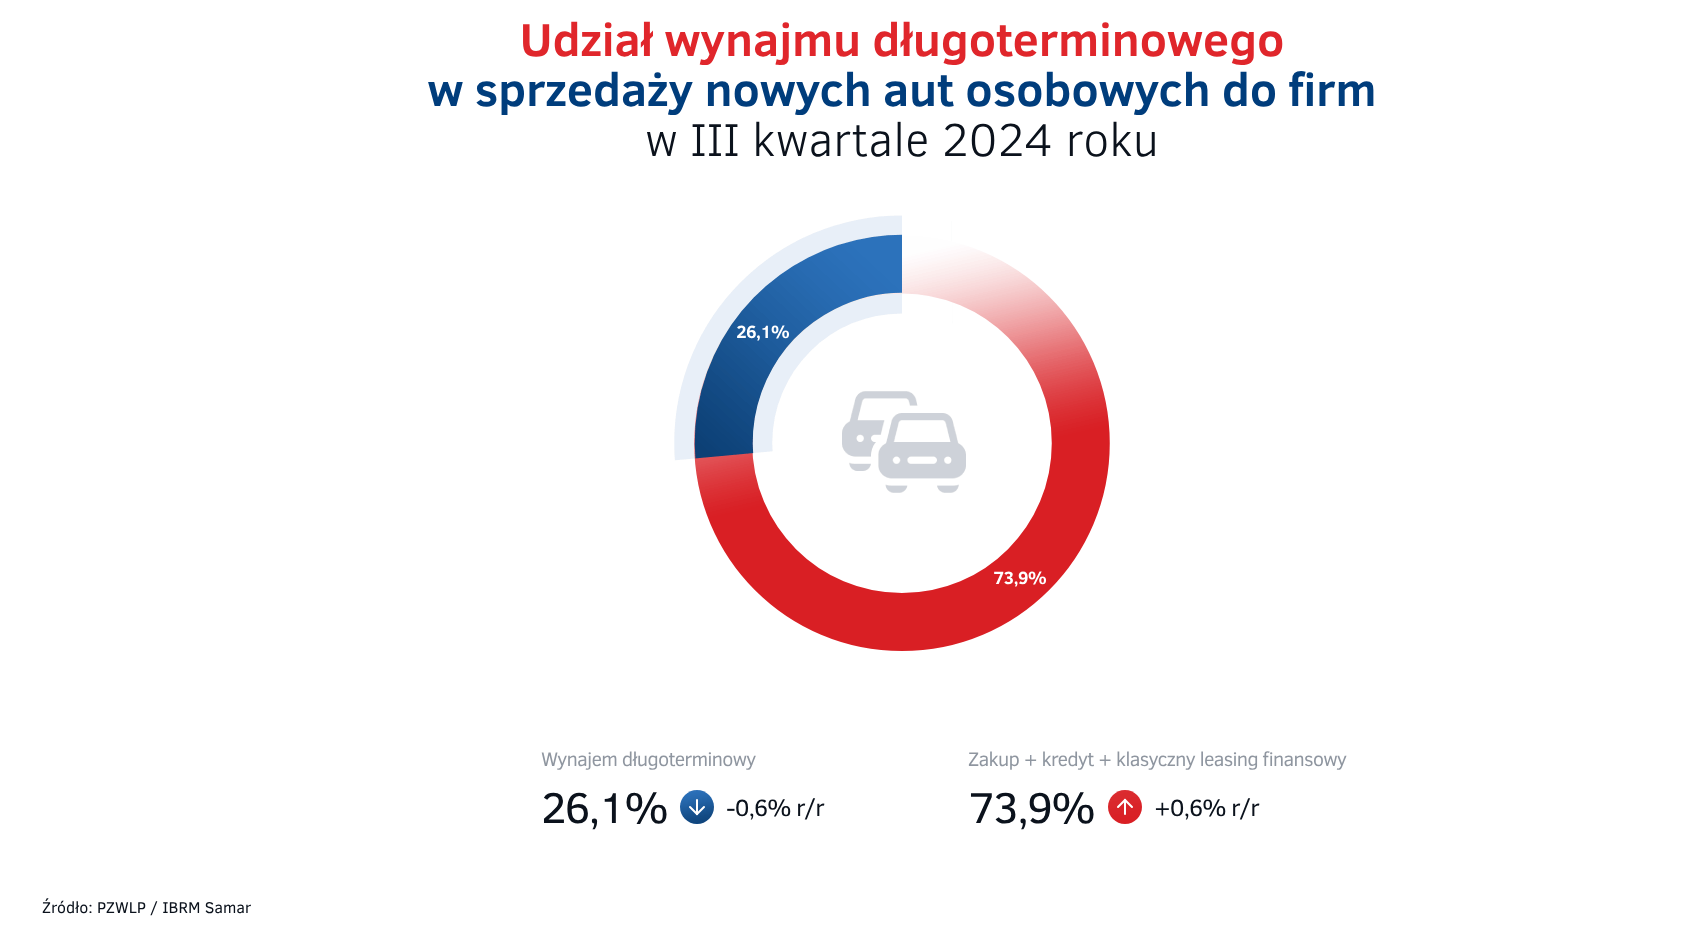 Udział wynajmu długoterminowego
w sprzedaży nowych aut osobowych do firm
w III kwartale 2024 roku
26,1%
73,9%
Wynajem długoterminowy
26,1% -0,6% r/r
Zakup + kredyt + klasyczny leasing finansowy
73,9% +0,6% r/r
Źródło: PZWLP / IBRM Samar